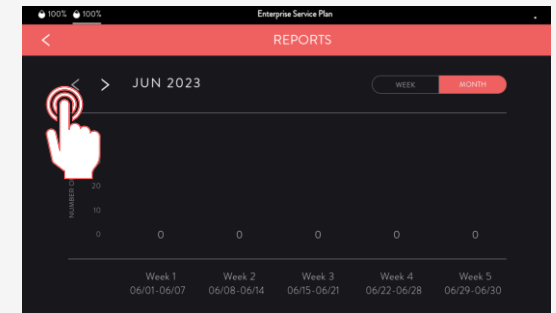 100% 100% Enterprise Service Plan
< REPORTS
< > JUN 2023 WEEK MONTH
NUMBER O
20
10
0
0 0 0 0 0
Week 1 Week 2 Week 3 Week 4 Week 5
06/01-06/07 06/08-06/14 06/15-06/21 06/22-06/28 06/29-06/30